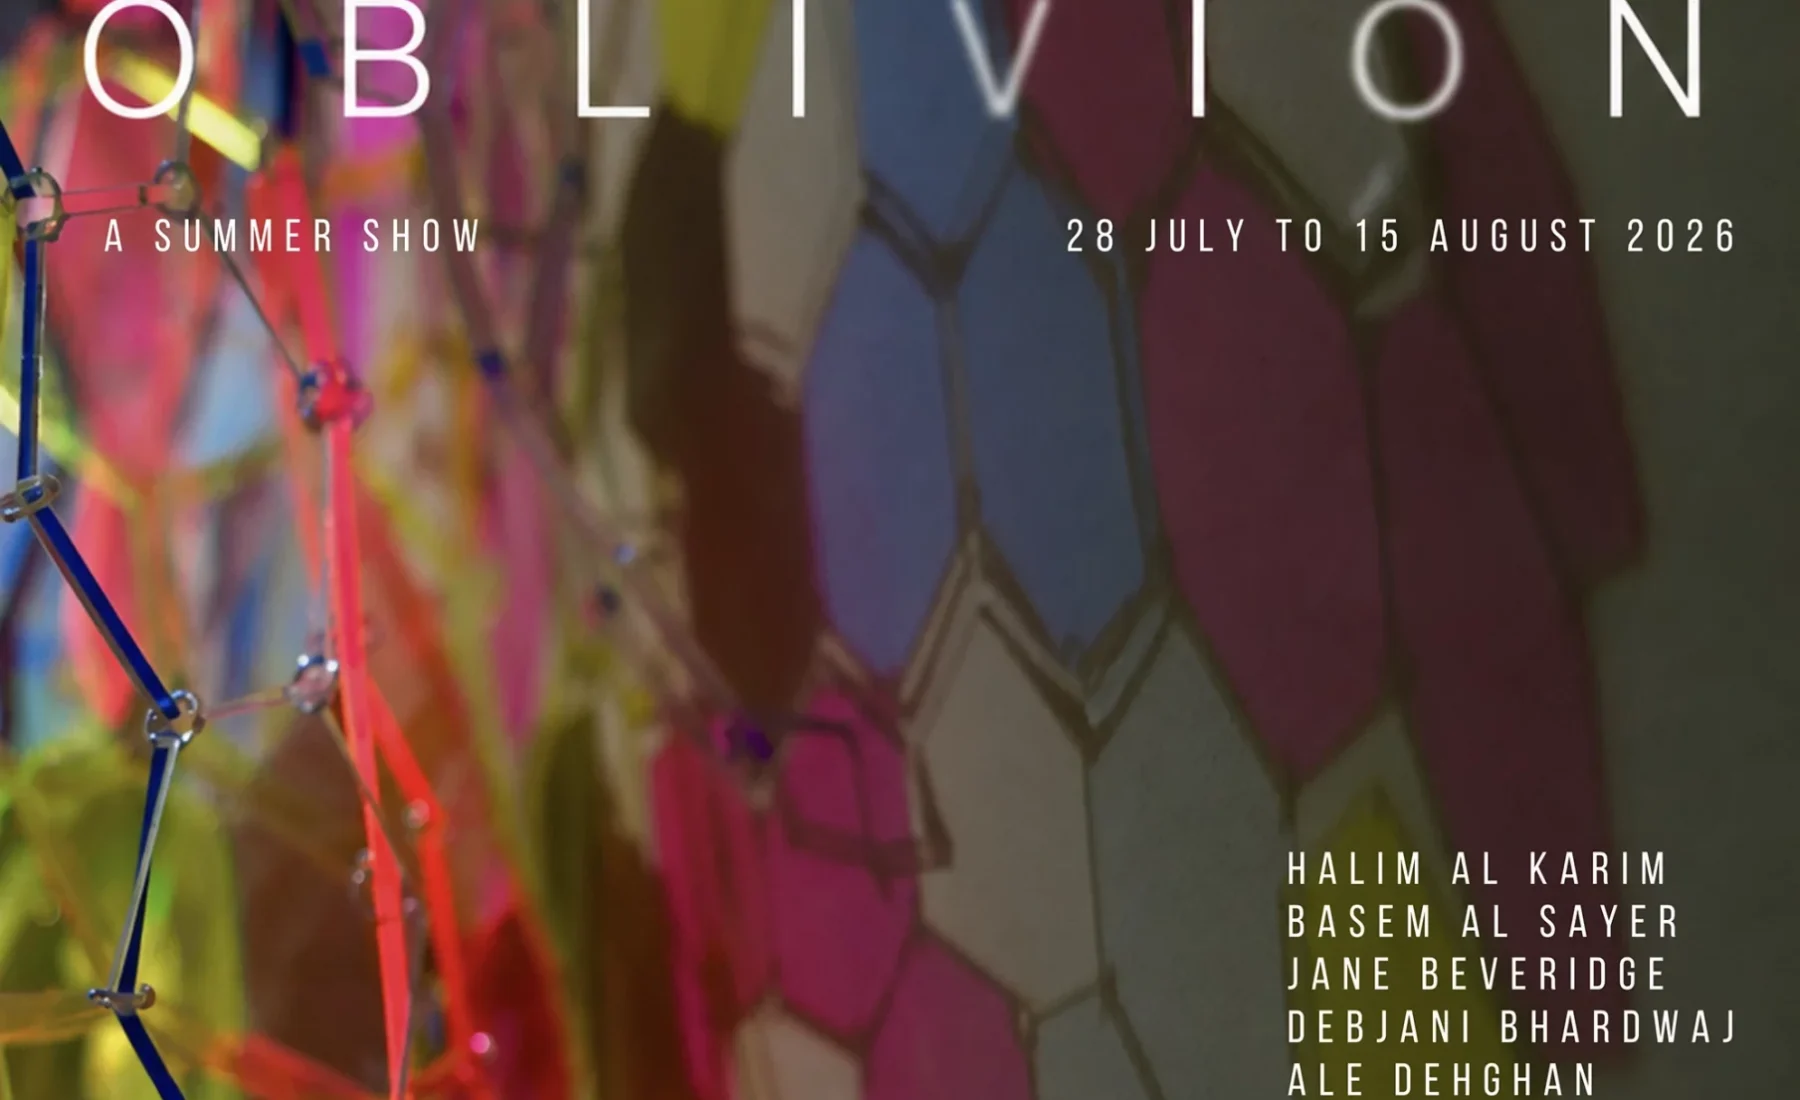 OBLIVION
A SUMMER SHOW
28 JULY TO 15 AUGUST 2026
HALIM AL KARIM
BASEM AL SAYER
JANE BEVERIDGE
DEBJANI BHARDWAJ
ALE DEHGHAN